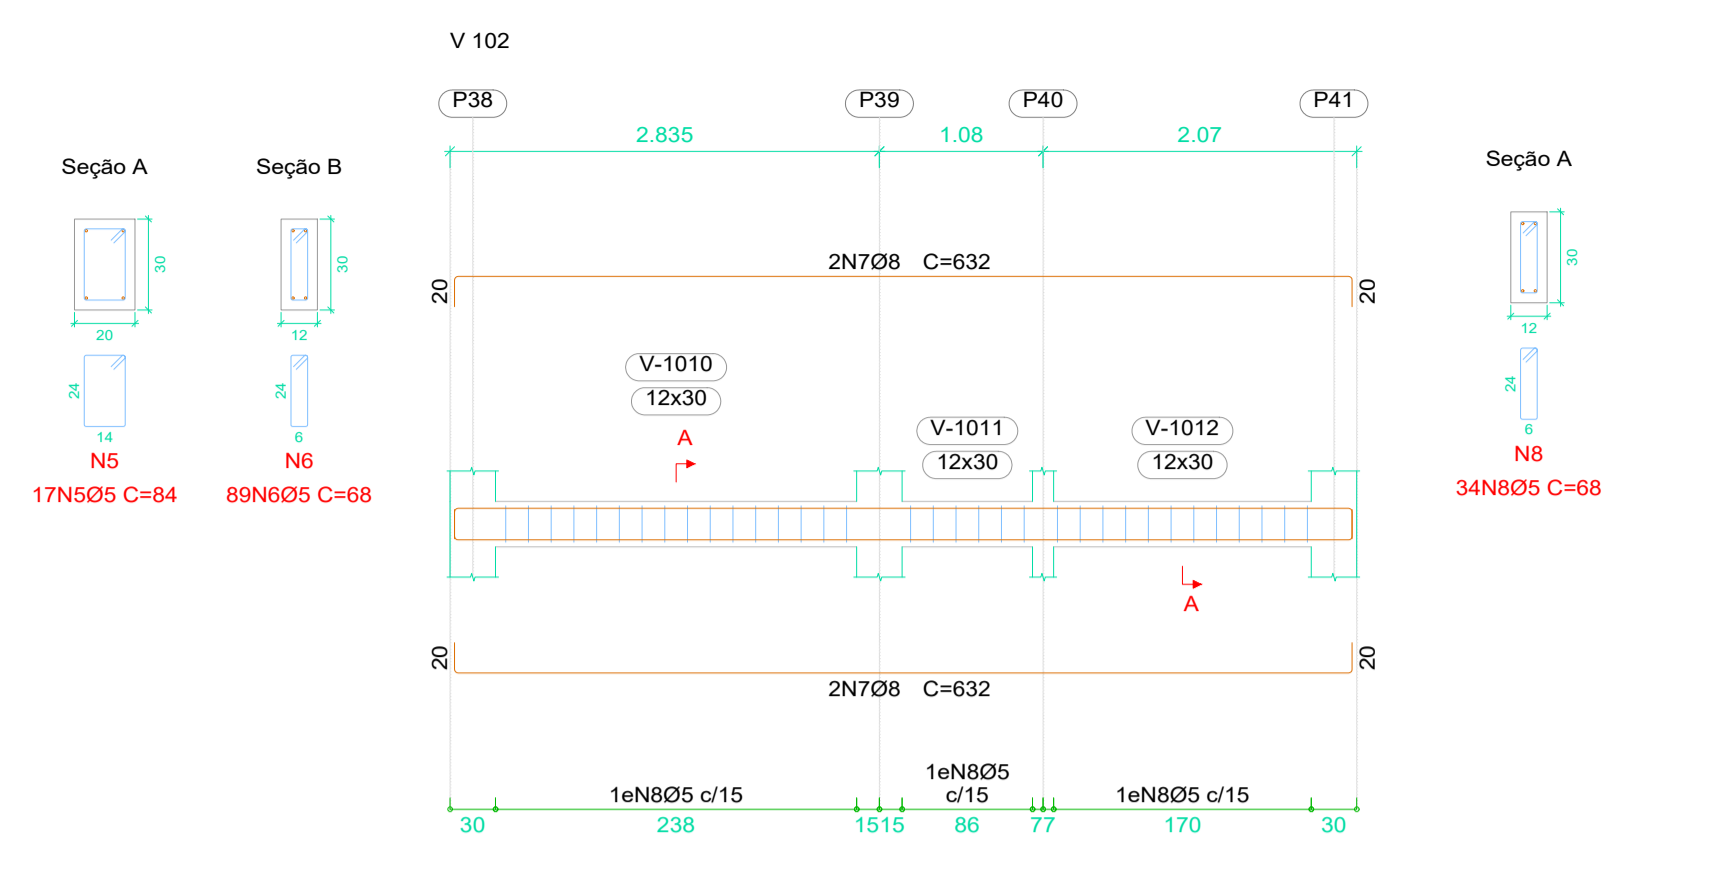 V 102
P38
P39
P40
P41
2.835
1.08
2.07
Seção A
30
20
24
14
N5
17N5Ø5 C=84
Seção B
30
12
24
6
N6
89N6Ø5 C=68
Seção A
30
12
24
6
N8
34N8Ø5 C=68
2N7Ø8 C=632
20
20
V-1010
12x30
A
V-1011
12x30
V-1012
12x30
A
20
20
2N7Ø8 C=632
1eN8Ø5 c/15
1eN8Ø5
c/15
1eN8Ø5 c/15
30
238
1515
86
77
170
30